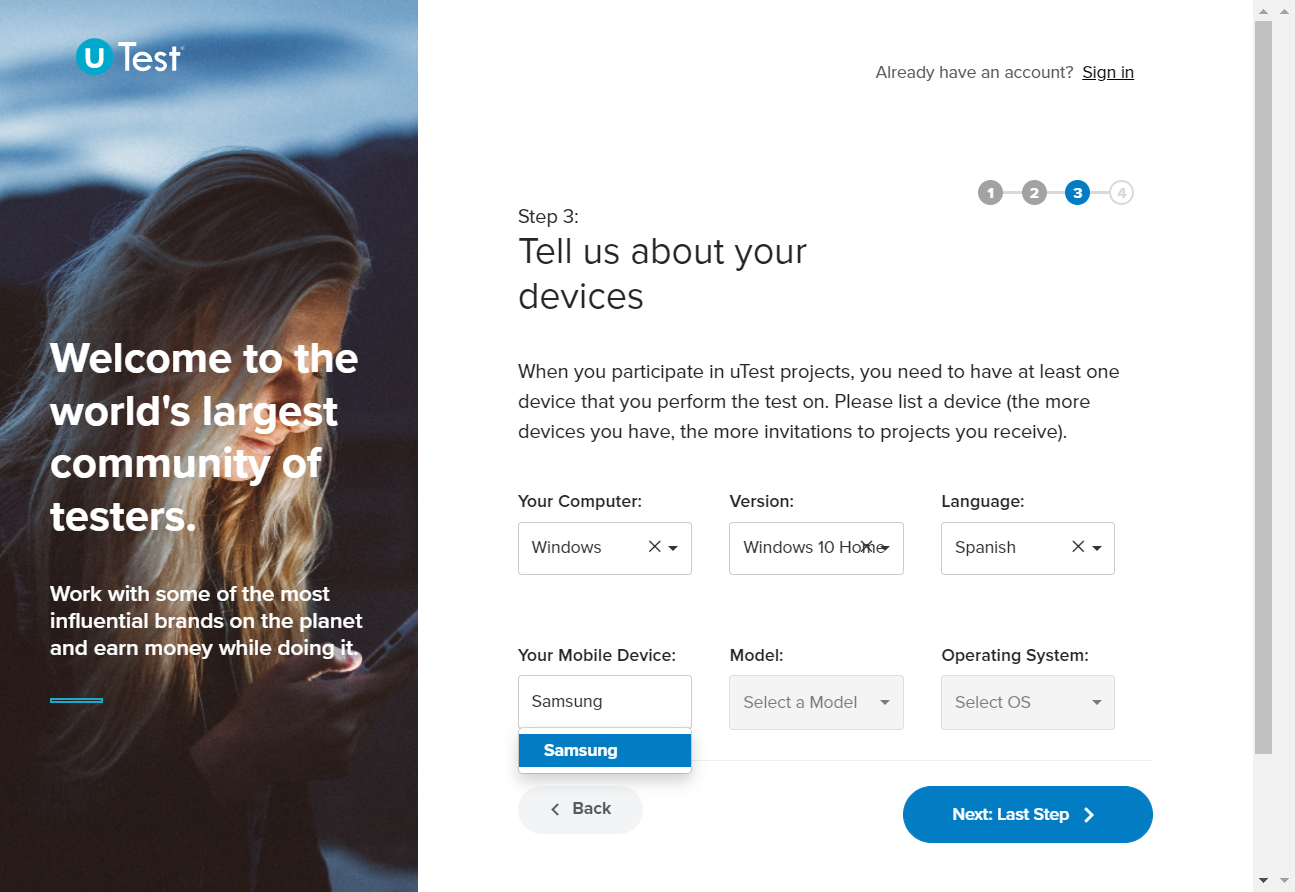 U Test
Already have an account? Sign in
1 2 3 4
Step 3:
Tell us about your
devices
Welcome to the
world's largest
community of
testers.
Work with some of the most
influential brands on the planet
and earn money while doing it.
When you participate in uTest projects, you need to have at least one
device that you perform the test on. Please list a device (the more
devices you have, the more invitations to projects you receive).
Your Computer: Version: Language:
Windows Windows 10 Home Spanish
Your Mobile Device: Model: Operating System:
Samsung Select a Model Select OS
Samsung
Back Next: Last Step